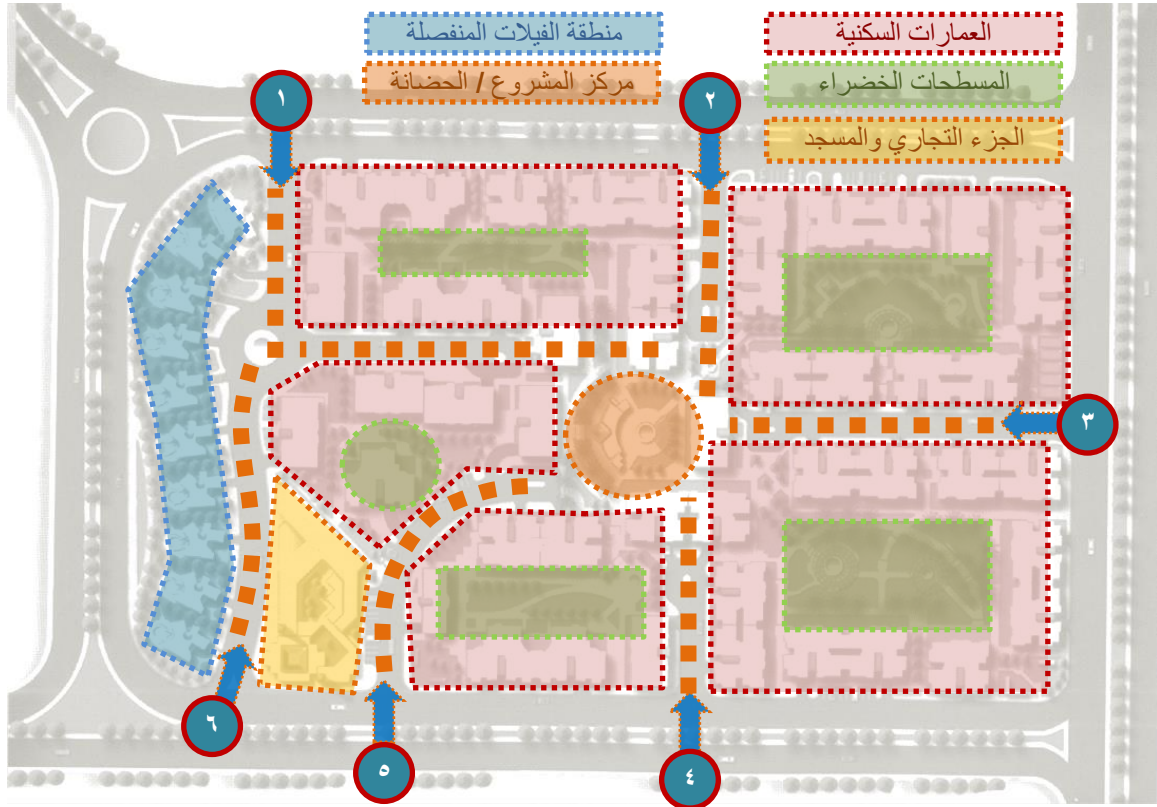 العمارات السكنية
منطقة الفيلات المنفصلة
المسطحات الخضراء
مركز المشروع / الحضانة
الجزء التجاري والمسجد
١
٢
٣
٤
٥
٦